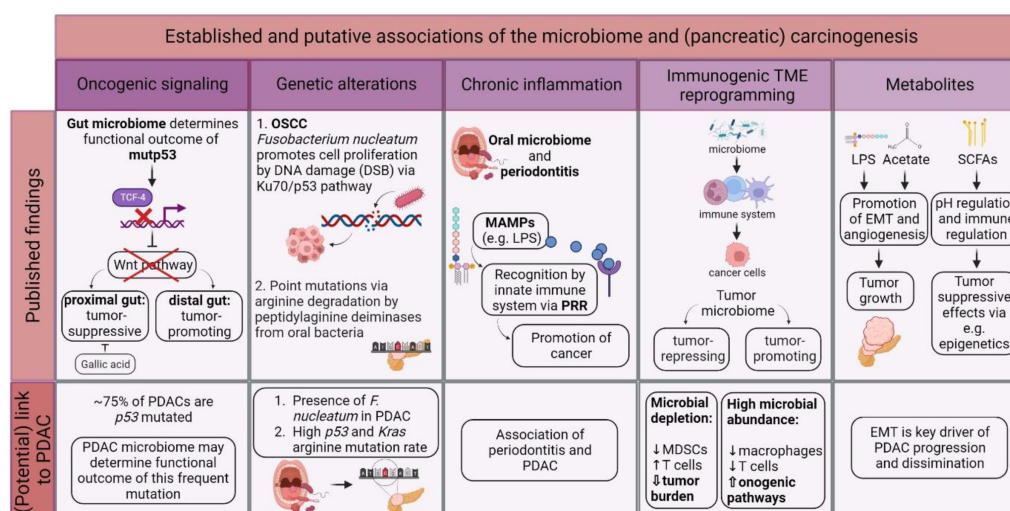 Established and putative associations of the microbiome and (pancreatic) carcinogenesis
Oncogenic signaling
Genetic alterations
Chronic inflammation
Immunogenic TME
reprogramming
Metabolites
Published findings
Gut microbiome determines
functional outcome of
mutp53
TCF-4
Wnt pathway
proximal gut:
tumor-
suppressive
distal gut:
tumor-
promoting
Gallic acid
1. OSCC
Fusobacterium nucleatum
promotes cell proliferation
by DNA damage (DSB) via
Ku70/p53 pathway
2. Point mutations via
arginine degradation by
peptidylaginine deiminases
from oral bacteria
Oral microbiome
and
periodontitis
MAMPs
(e.g. LPS)
Recognition by
innate immune
system via PRR
Promotion of
cancer
microbiome
immune system
cancer cells
Tumor
microbiome
tumor-
repressing
tumor-
promoting
LPS Acetate
SCFAs
Promotion
of EMT and
angiogenesis
pH regulation
and immune
regulation
Tumor
growth
Tumor
suppressive
effects via
e.g.
epigenetics
(Potential) link
to PDAC
~75% of PDACs are
p53 mutated
PDAC microbiome may
determine functional
outcome of this frequent
mutation
1. Presence of F.
nucleatum in PDAC
2. High p53 and Kras
arginine mutation rate
Association of
periodontitis and
PDAC
Microbial
depletion:
↓MDSCs
↑T cells
⇩tumor
burden
High microbial
abundance:
↓macrophages
↓T cells
⇧onogenic
pathways
EMT is key driver of
PDAC progression
and dissimination